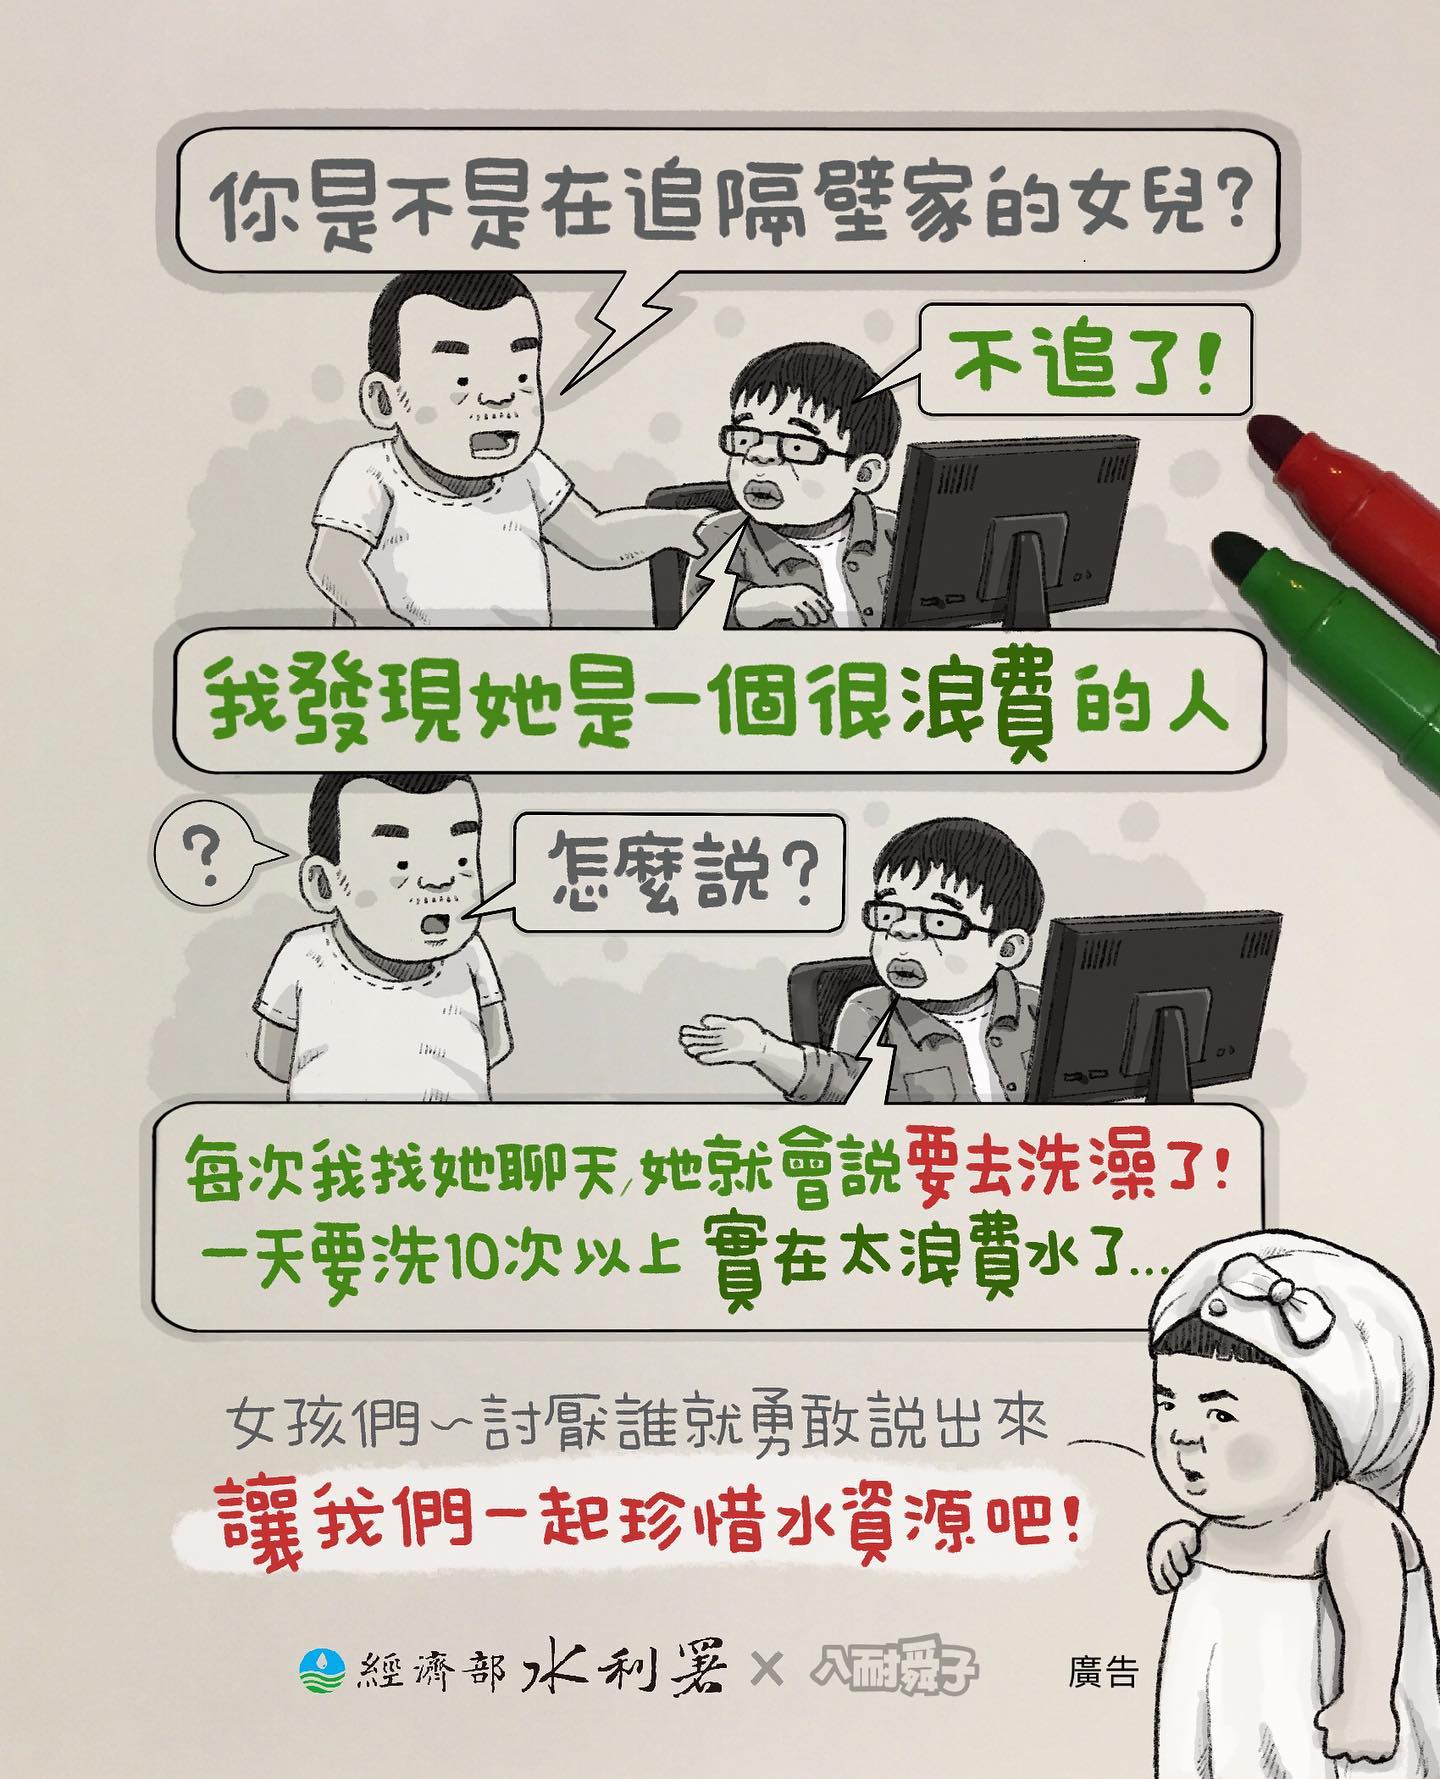 你是不是在追隔壁家的女兒?
不追了!
我發現她是一個很浪費的人
?
怎麼說?
每次我找她聊天,她就會說要去洗澡了!
一天要洗10次以上 實在太浪費水了...
女孩們~討厭誰就勇敢說出來
讓我們一起珍惜水資源吧!
經濟部水利署 × 八耐舜子
廣告